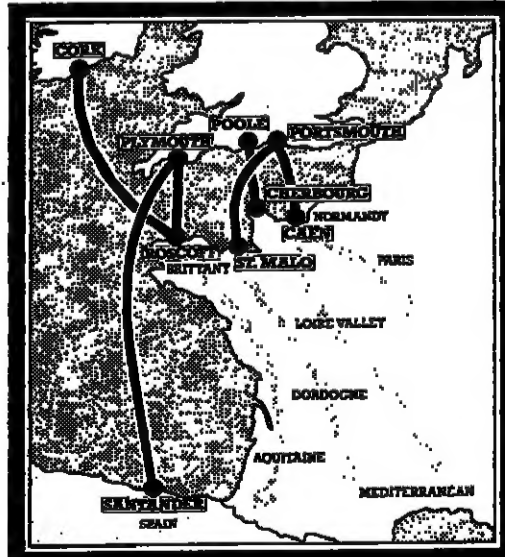 CORK
POOLE
PORTSMOUTH
PLYMOUTH
CHERBOURG
NORMANDY
CAEN
ROSCOFF
ST. MALO
BRITTANY
PARIS
LOIRE VALLEY
DORDOGNE
AQUITAINE
MEDITERRANEAN
SANTANDER
SPAIN